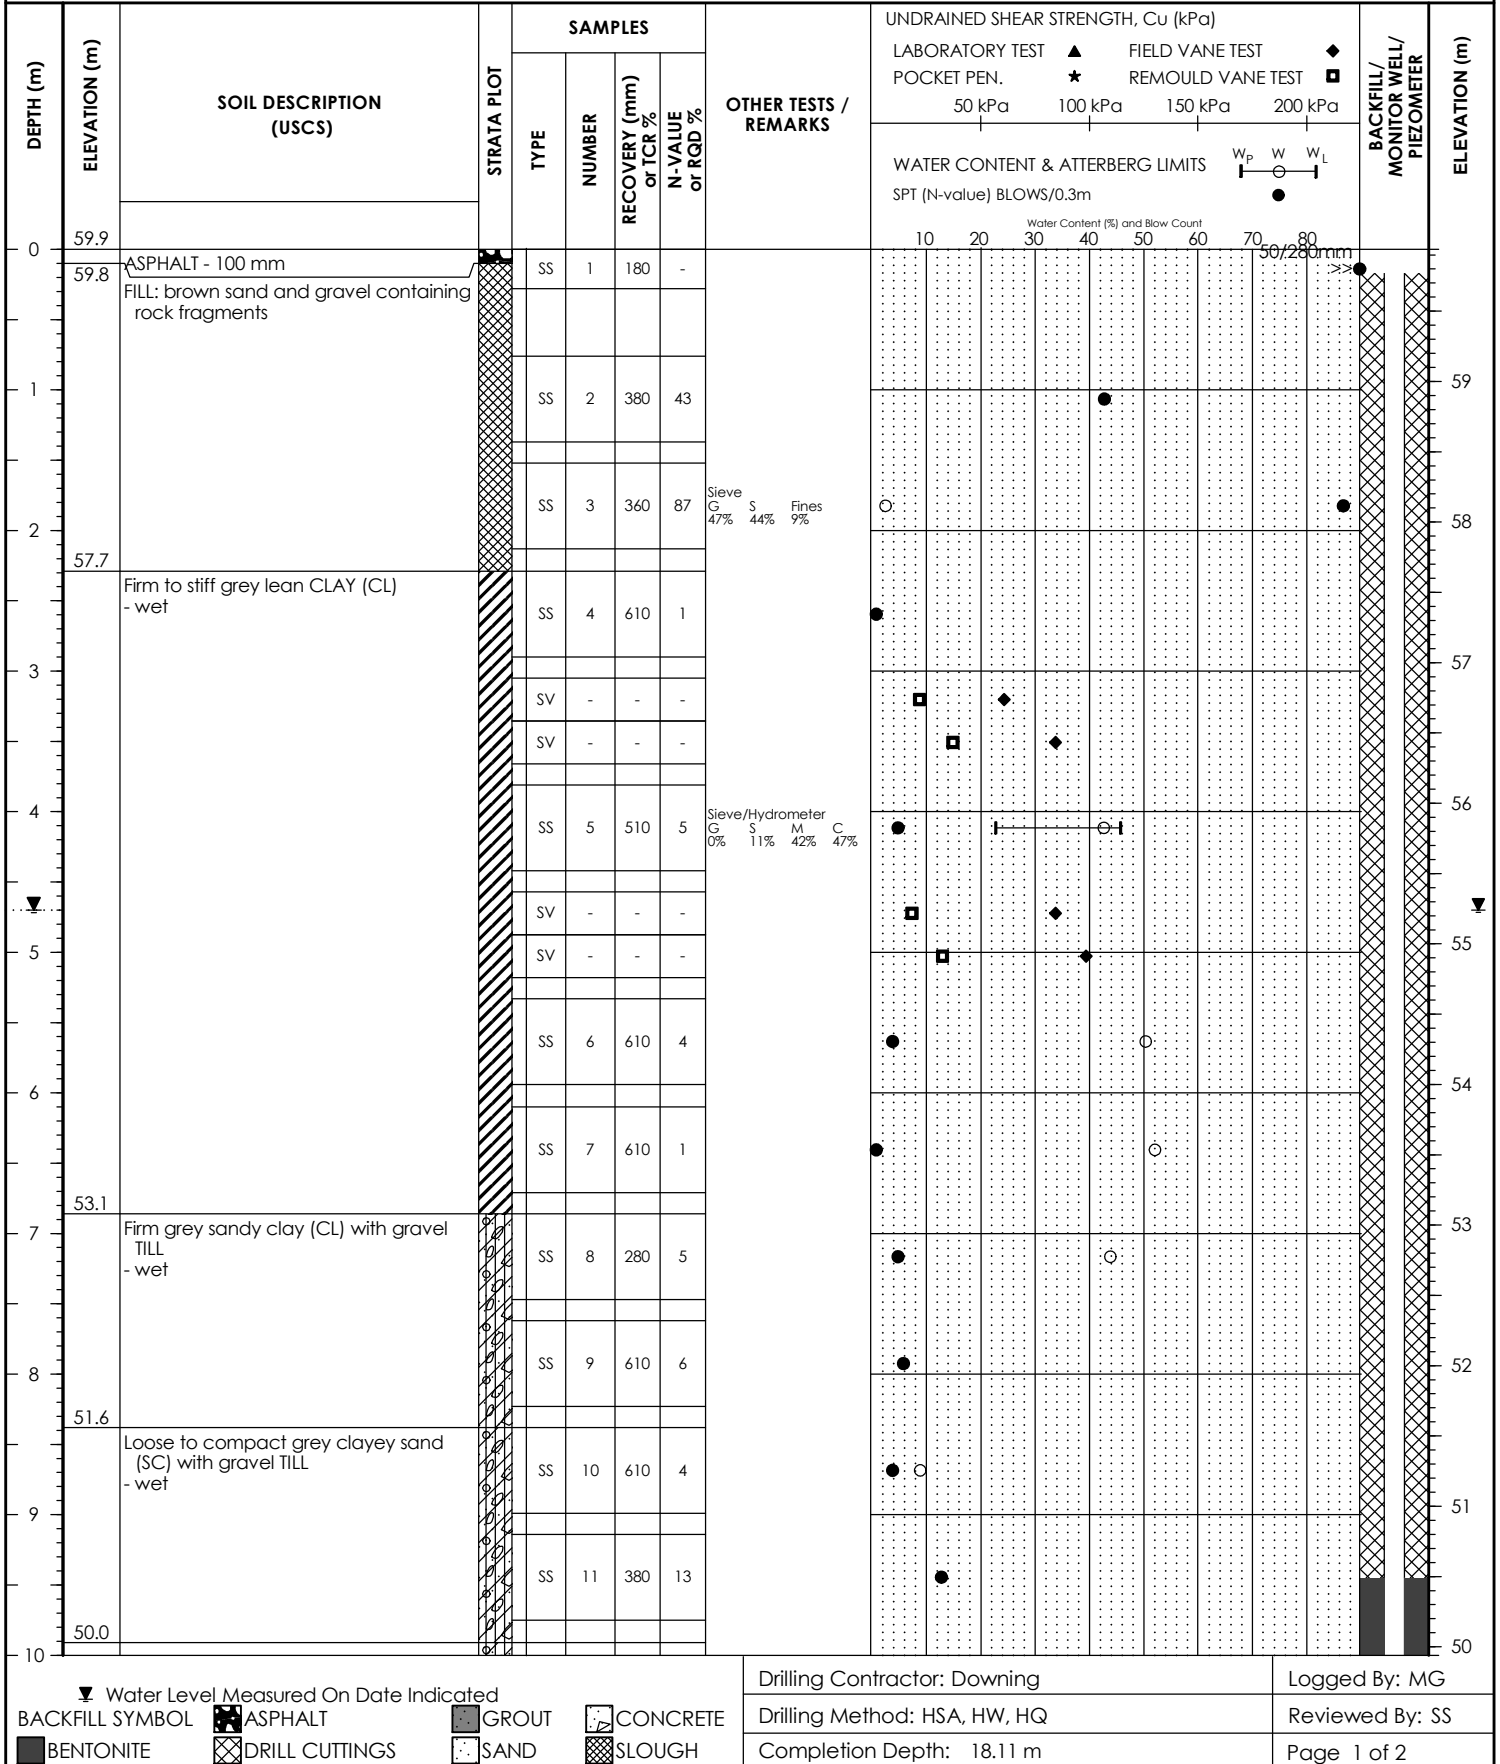 DEPTH (m)
ELEVATION (m)
SOIL DESCRIPTION
(USCS)
STRATA PLOT
SAMPLES
TYPE
NUMBER
RECOVERY (mm)
or TCR %
N-VALUE
or RQD %
OTHER TESTS /
REMARKS
UNDRAINED SHEAR STRENGTH, Cu (kPa)
LABORATORY TEST ▲ FIELD VANE TEST ◆
POCKET PEN. ★ REMOULD VANE TEST
50 kPa 100 kPa 150 kPa 200 kPa
WATER CONTENT & ATTERBERG LIMITS WP W WL
SPT (N-value) BLOWS/0.3m ●
Water Content (%) and Blow Count
10 20 30 40 50 60 70 80
BACKFILL/
MONITOR WELL/
PIEZOMETER
ELEVATION (m)
0 59.9
50/280mm
ASPHALT - 100 mm
SS 1 180 - >>
59.8
FILL: brown sand and gravel containing
rock fragments
59
1 SS 2 380 43
Sieve
SS 3 360 87 G S Fines
47% 44% 9%
58
2
57.7
Firm to stiff grey lean CLAY (CL)
- wet
SS 4 610 1
57
3
SV - - -
SV - - -
56
4
Sieve/Hydrometer
SS 5 510 5 G S M C
0% 11% 42% 47%
SV - - -
55
5
SV - - -
SS 6 610 4
54
6
SS 7 610 1
53.1
53
7 Firm grey sandy clay (CL) with gravel
TILL
- wet
SS 8 280 5
SS 9 610 6
52
8
51.6
Loose to compact grey clayey sand
(SC) with gravel TILL
- wet
SS 10 610 4
51
9
SS 11 380 13
50.0
50
10
Water Level Measured On Date Indicated
BACKFILL SYMBOL ASPHALT GROUT CONCRETE
BENTONITE DRILL CUTTINGS SAND SLOUGH
Drilling Contractor: Downing
Logged By: MG
Drilling Method: HSA, HW, HQ
Reviewed By: SS
Completion Depth: 18.11 m
Page 1 of 2